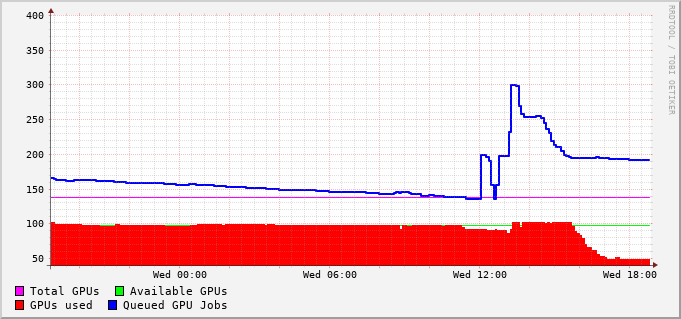 400
350
300
250
200
150
100
50
Wed 00:00 Wed 06:00 Wed 12:00 Wed 18:00
Total GPUs Available GPUs
GPUs used Queued GPU Jobs
RRDTOOL / TOBI OETIKER